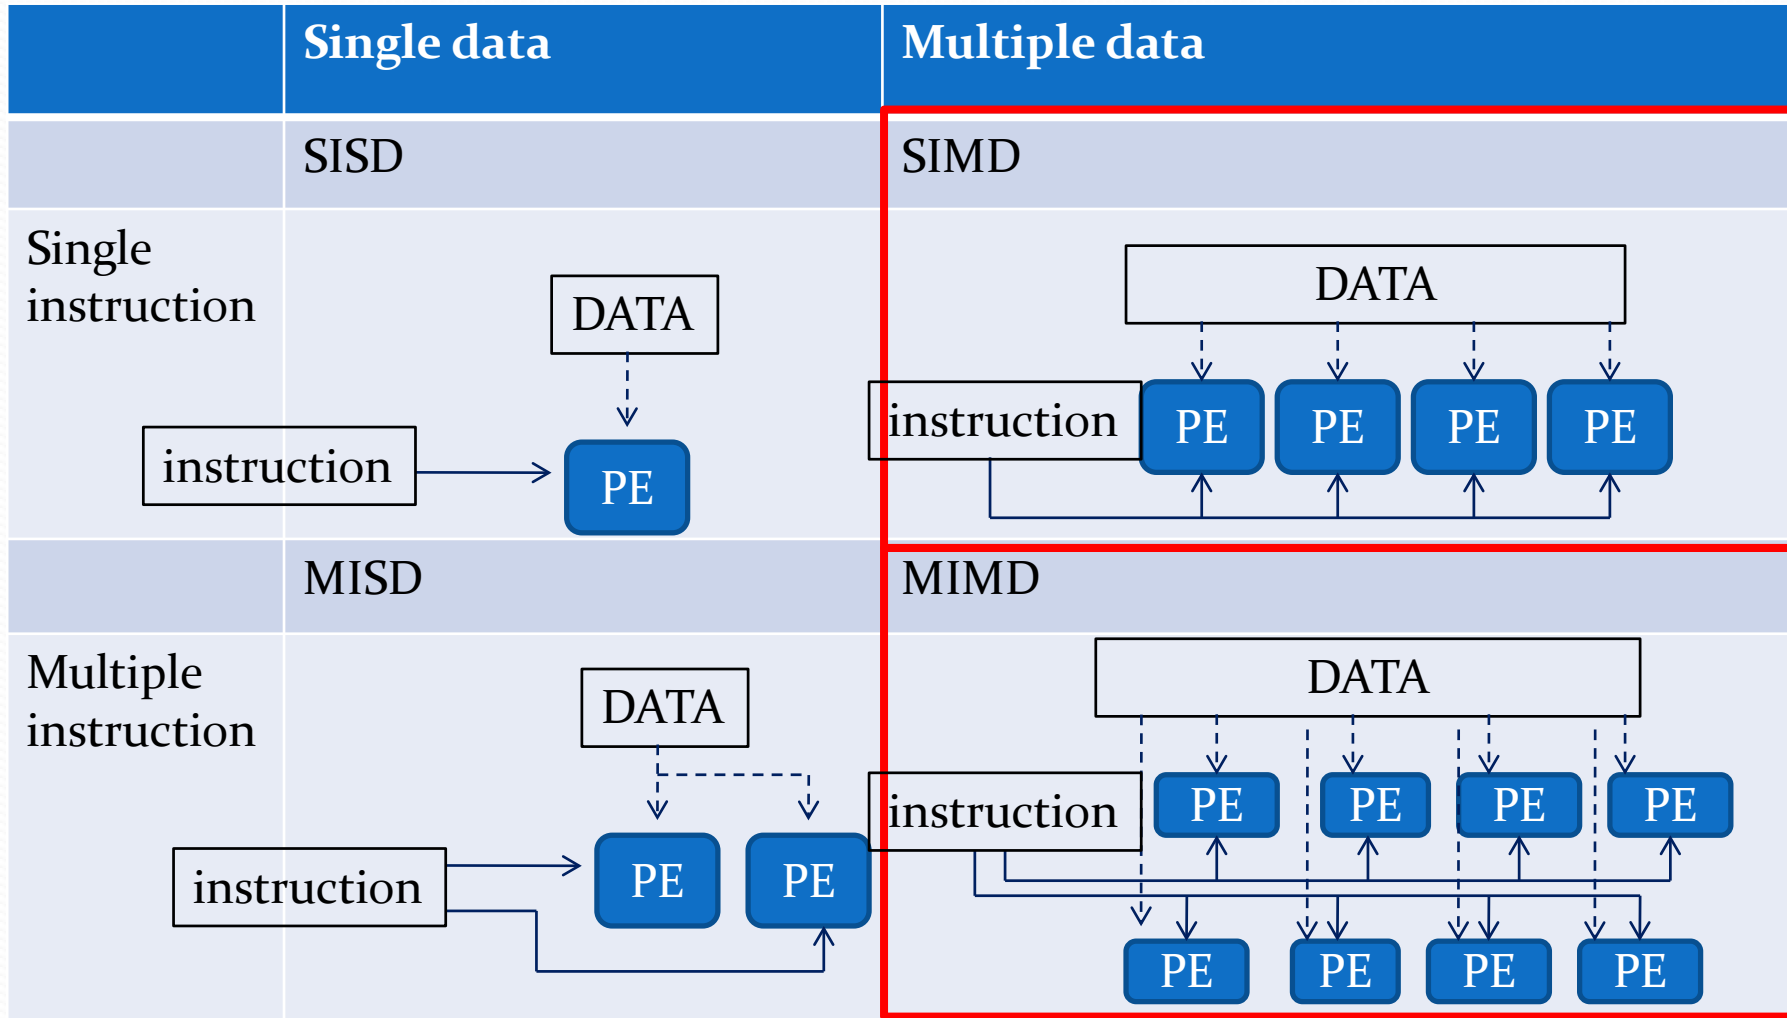 Single data
Multiple data
SISD
SIMD
Single
instruction
DATA
instruction
PE
DATA
instruction
PE
PE
PE
PE
MISD
MIMD
Multiple
instruction
DATA
instruction
PE
PE
DATA
instruction
PE
PE
PE
PE
PE
PE
PE
PE